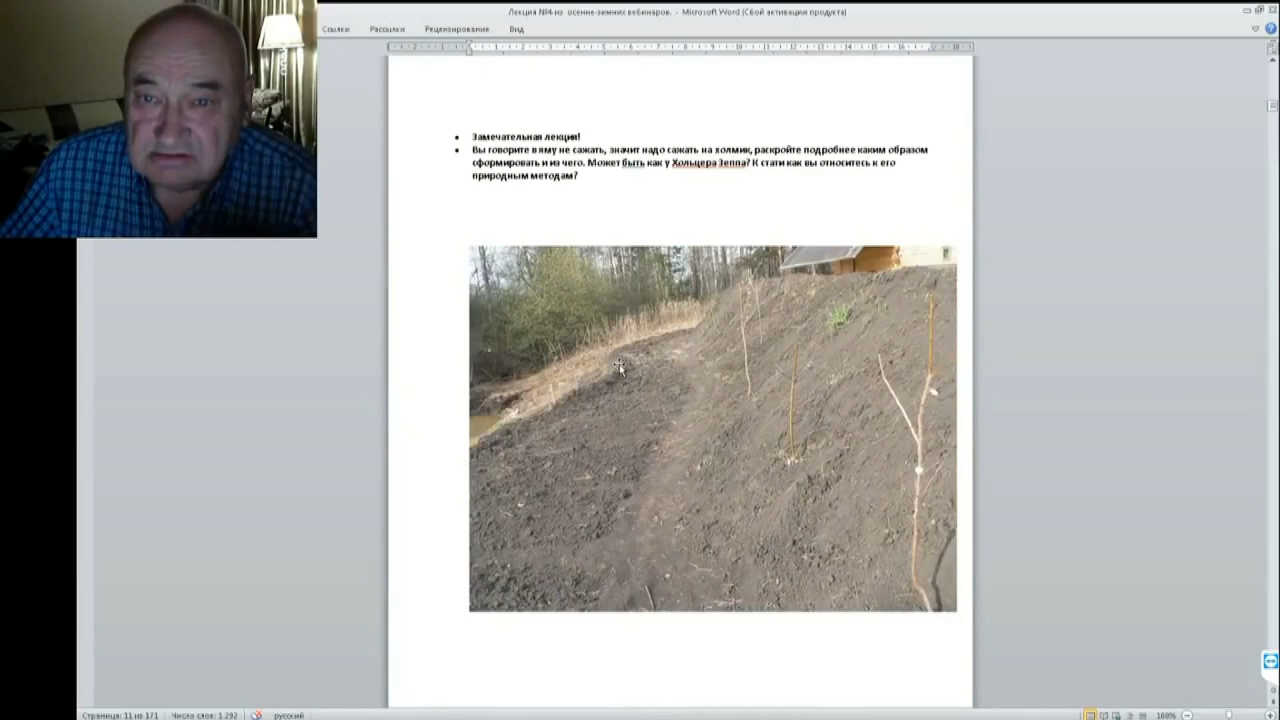 Лекция №4 из осенне-зимних вебинаров. - Microsoft Word (Сбой активации продукта)
Ссылки Рассылки Рецензирование Вид
• Замечательная лекция!
• Вы говорите в яму не сажать, значит надо сажать на холмик, раскройте подробнее каким образом
сформировать и из чего. Может быть как у Хольцера Зеппа? К стати как вы относитесь к его
природным методам?
Страница: 11 из 171 Число слов: 1 292 русский 100%